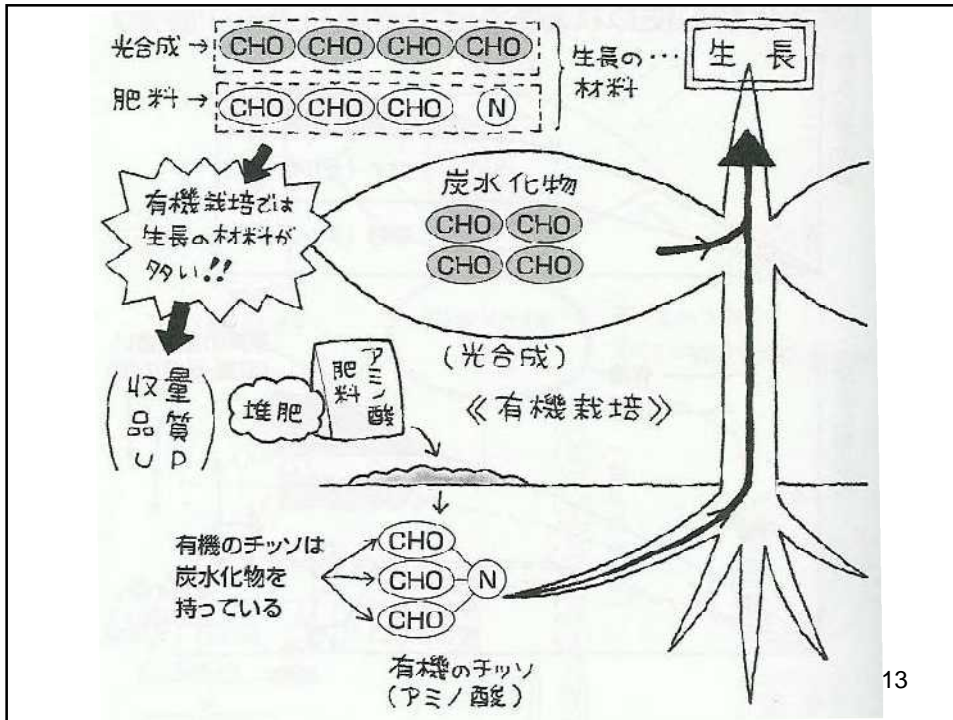 光合成→ CHO CHO CHO CHO
肥料→ CHO CHO CHO N
生長の…
材料
生長
有機栽培では
生長の材料が
多い!!
炭水化物
CHO CHO
CHO CHO
(光合成)
収量
品質
UP
堆肥
アミノ酸
肥料
《有機栽培》
有機のチッソは
炭水化物を
持っている
CHO
CHO N
CHO
有機のチッソ
(アミノ酸)
13